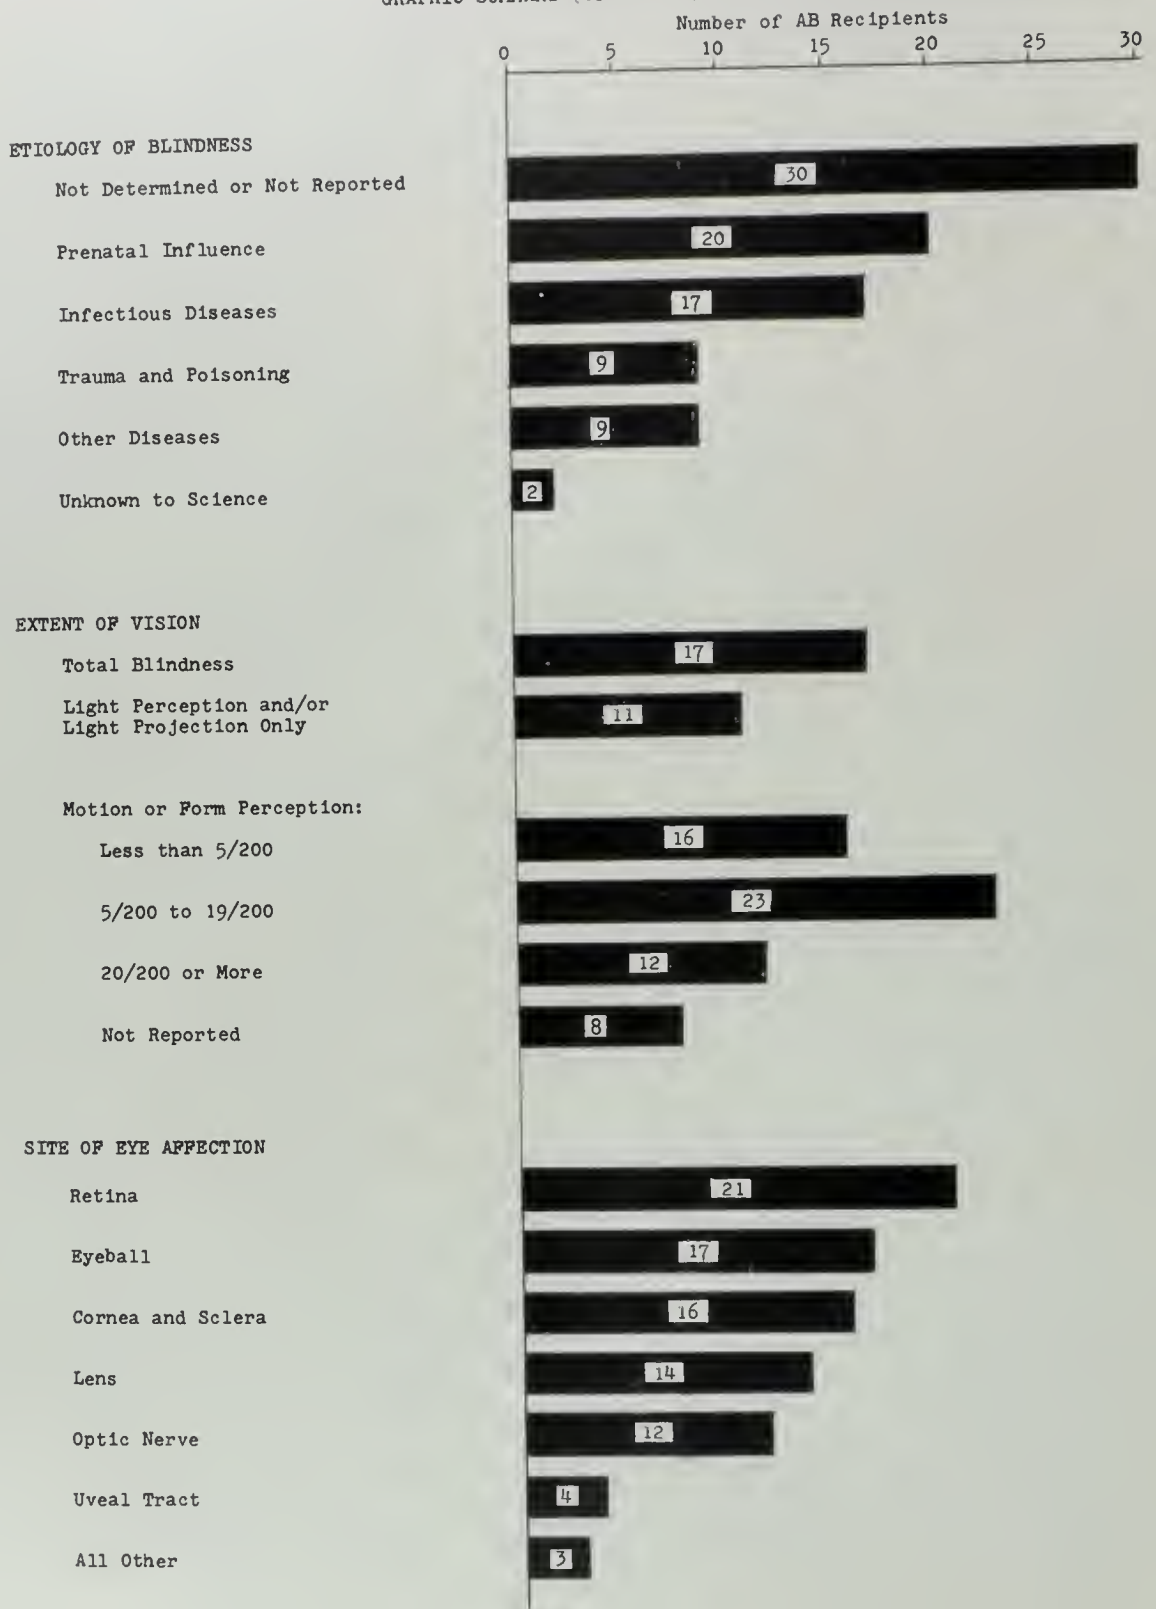 Number of AB Recipients
0 5 10 15 20 25 30
ETIOLOGY OF BLINDNESS
Not Determined or Not Reported 30
Prenatal Influence 20
Infectious Diseases 17
Trauma and Poisoning 9
Other Diseases 9
Unknown to Science 2
EXTENT OF VISION
Total Blindness 17
Light Perception and/or
Light Projection Only 11
Motion or Form Perception:
Less than 5/200 16
5/200 to 19/200 23
20/200 or More 12
Not Reported 8
SITE OF EYE AFFECTION
Retina 21
Eyeball 17
Cornea and Sclera 16
Lens 14
Optic Nerve 12
Uveal Tract 4
All Other 3